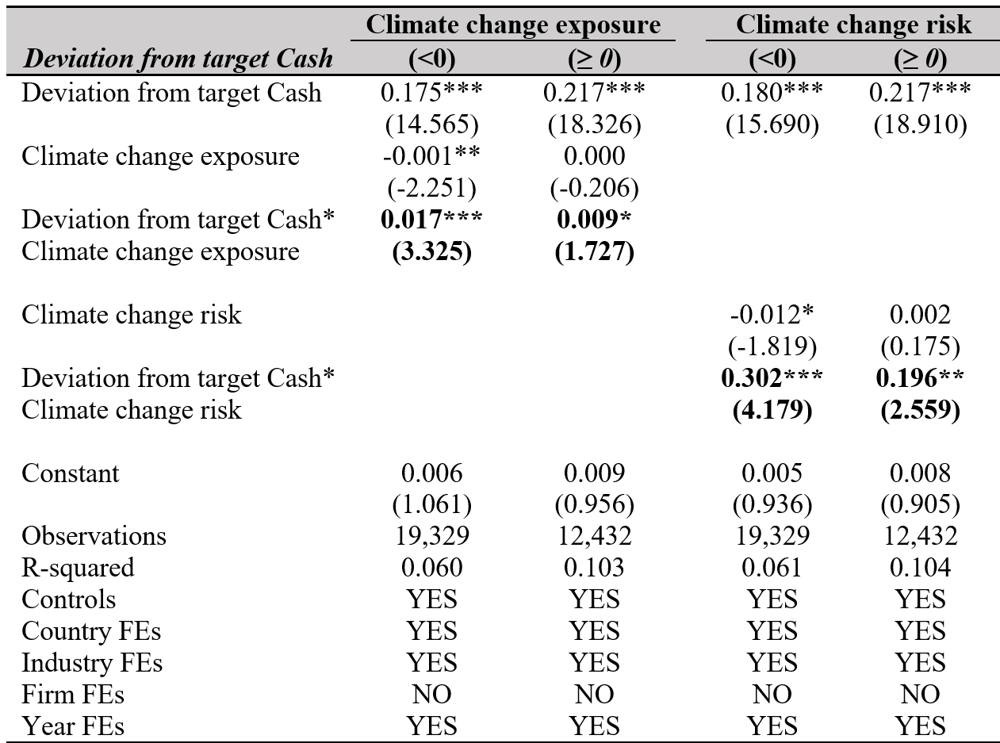 Climate change exposure Climate change risk
Deviation from target Cash (<0) (≥ 0) (<0) (≥ 0)
Deviation from target Cash 0.175*** 0.217*** 0.180*** 0.217***
(14.565) (18.326) (15.690) (18.910)
Climate change exposure -0.001** 0.000
(-2.251) (-0.206)
Deviation from target Cash* 0.017*** 0.009*
Climate change exposure (3.325) (1.727)
Climate change risk -0.012* 0.002
(-1.819) (0.175)
Deviation from target Cash* 0.302*** 0.196**
Climate change risk (4.179) (2.559)
Constant 0.006 0.009 0.005 0.008
(1.061) (0.956) (0.936) (0.905)
Observations 19,329 12,432 19,329 12,432
R-squared 0.060 0.103 0.061 0.104
Controls YES YES YES YES
Country FEs YES YES YES YES
Industry FEs YES YES YES YES
Firm FEs NO NO NO NO
Year FEs YES YES YES YES